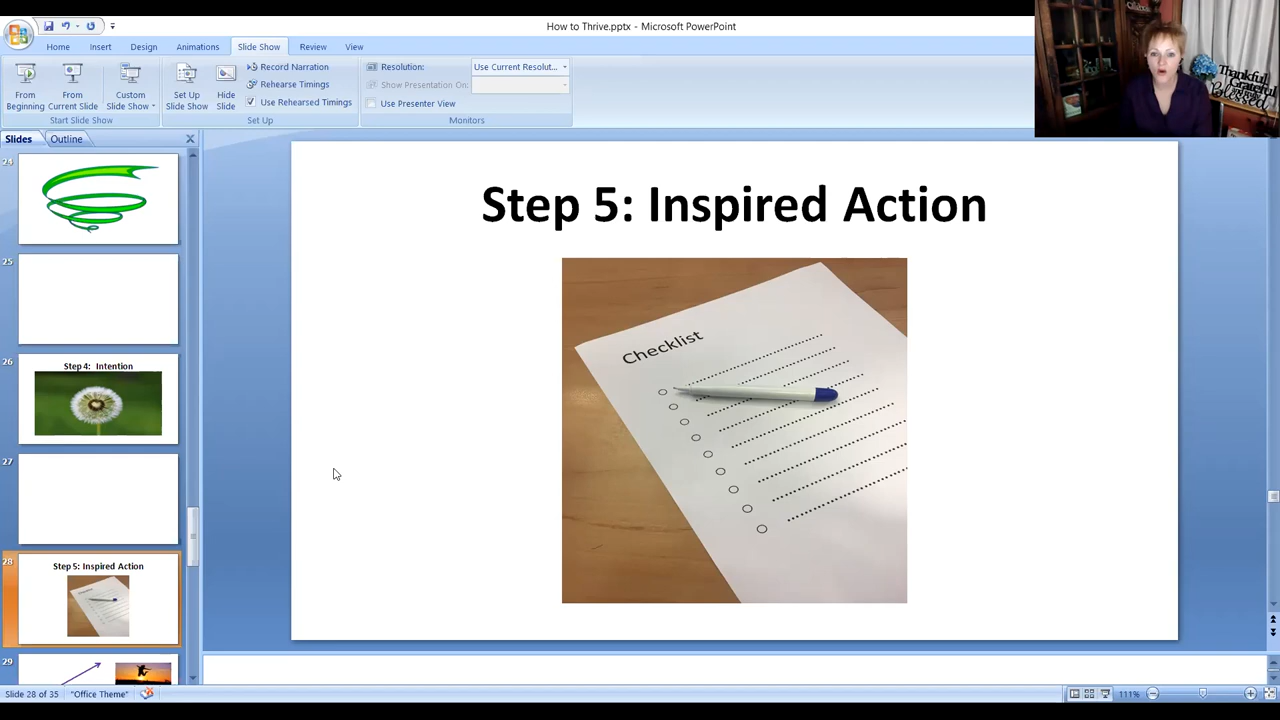 How to Thrive.pptx - Microsoft PowerPoint
Home Insert Design Animations Slide Show Review View
From Beginning
From Current Slide
Custom Slide Show
Start Slide Show
Set Up Slide Show
Hide Slide
Record Narration
Rehearse Timings
Use Rehearsed Timings
Set Up
Resolution: Use Current Resolut...
Show Presentation On:
Use Presenter View
Monitors
Thankful
Grateful
Blessed
Slides Outline
24
25
26
Step 4: Intention
27
28
Step 5: Inspired Action
29
Step 5: Inspired Action
Checklist
Slide 28 of 35 "Office Theme" 111%